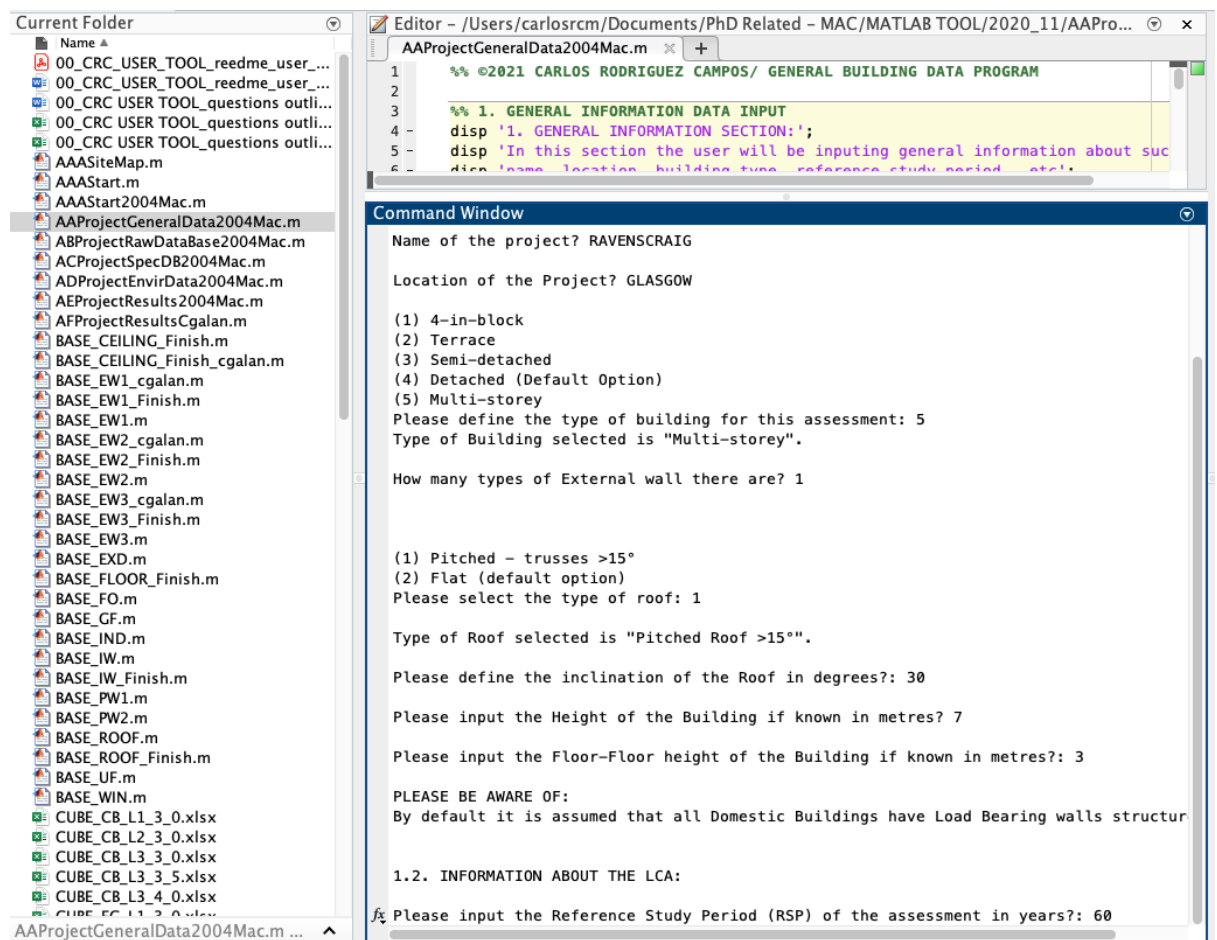 Current Folder
Name
00_CRC_USER_TOOL_reedme_user_...
00_CRC_USER_TOOL_reedme_user_...
00_CRC USER TOOL_questions outli...
00_CRC USER TOOL_questions outli...
00_CRC USER TOOL_questions outli...
AAASiteMap.m
AAAStart.m
AAAStart2004Mac.m
AAProjectGeneralData2004Mac.m
ABProjectRawDataBase2004Mac.m
ACProjectSpecDB2004Mac.m
ADProjectEnvirData2004Mac.m
AEProjectResults2004Mac.m
AFProjectResultsCgalan.m
BASE_CEILING_Finish.m
BASE_CEILING_Finish_cgalan.m
BASE_EW1_cgalan.m
BASE_EW1_Finish.m
BASE_EW1.m
BASE_EW2_cgalan.m
BASE_EW2_Finish.m
BASE_EW2.m
BASE_EW3_cgalan.m
BASE_EW3_Finish.m
BASE_EW3.m
BASE_EXD.m
BASE_FLOOR_Finish.m
BASE_FO.m
BASE_GF.m
BASE_IND.m
BASE_IW.m
BASE_IW_Finish.m
BASE_PW1.m
BASE_PW2.m
BASE_ROOF.m
BASE_ROOF_Finish.m
BASE_UF.m
BASE_WIN.m
CUBE_CB_L1_3_0.xlsx
CUBE_CB_L2_3_0.xlsx
CUBE_CB_L3_3_0.xlsx
CUBE_CB_L3_3_5.xlsx
CUBE_CB_L3_4_0.xlsx
CUBE_EC_L1_3_0.xlsx
AAProjectGeneralData2004Mac.m ...
Editor – /Users/carlosrcm/Documents/PhD Related – MAC/MATLAB TOOL/2020_11/AAPro...
AAProjectGeneralData2004Mac.m
1 %% ©2021 CARLOS RODRIGUEZ CAMPOS/ GENERAL BUILDING DATA PROGRAM
2
3 %% 1. GENERAL INFORMATION DATA INPUT
4 – disp '1. GENERAL INFORMATION SECTION:';
5 – disp 'In this section the user will be inputing general information about suc
6 – disp 'name, location, building type, reference study period...etc';
Command Window
Name of the project? RAVENSCRAIG
Location of the Project? GLASGOW
(1) 4-in-block
(2) Terrace
(3) Semi-detached
(4) Detached (Default Option)
(5) Multi-storey
Please define the type of building for this assessment: 5
Type of Building selected is "Multi-storey".
How many types of External wall there are? 1
(1) Pitched – trusses >15°
(2) Flat (default option)
Please select the type of roof: 1
Type of Roof selected is "Pitched Roof >15°".
Please define the inclination of the Roof in degrees?: 30
Please input the Height of the Building if known in metres? 7
Please input the Floor-Floor height of the Building if known in metres?: 3
PLEASE BE AWARE OF:
By default it is assumed that all Domestic Buildings have Load Bearing walls structur
1.2. INFORMATION ABOUT THE LCA:
fx Please input the Reference Study Period (RSP) of the assessment in years?: 60